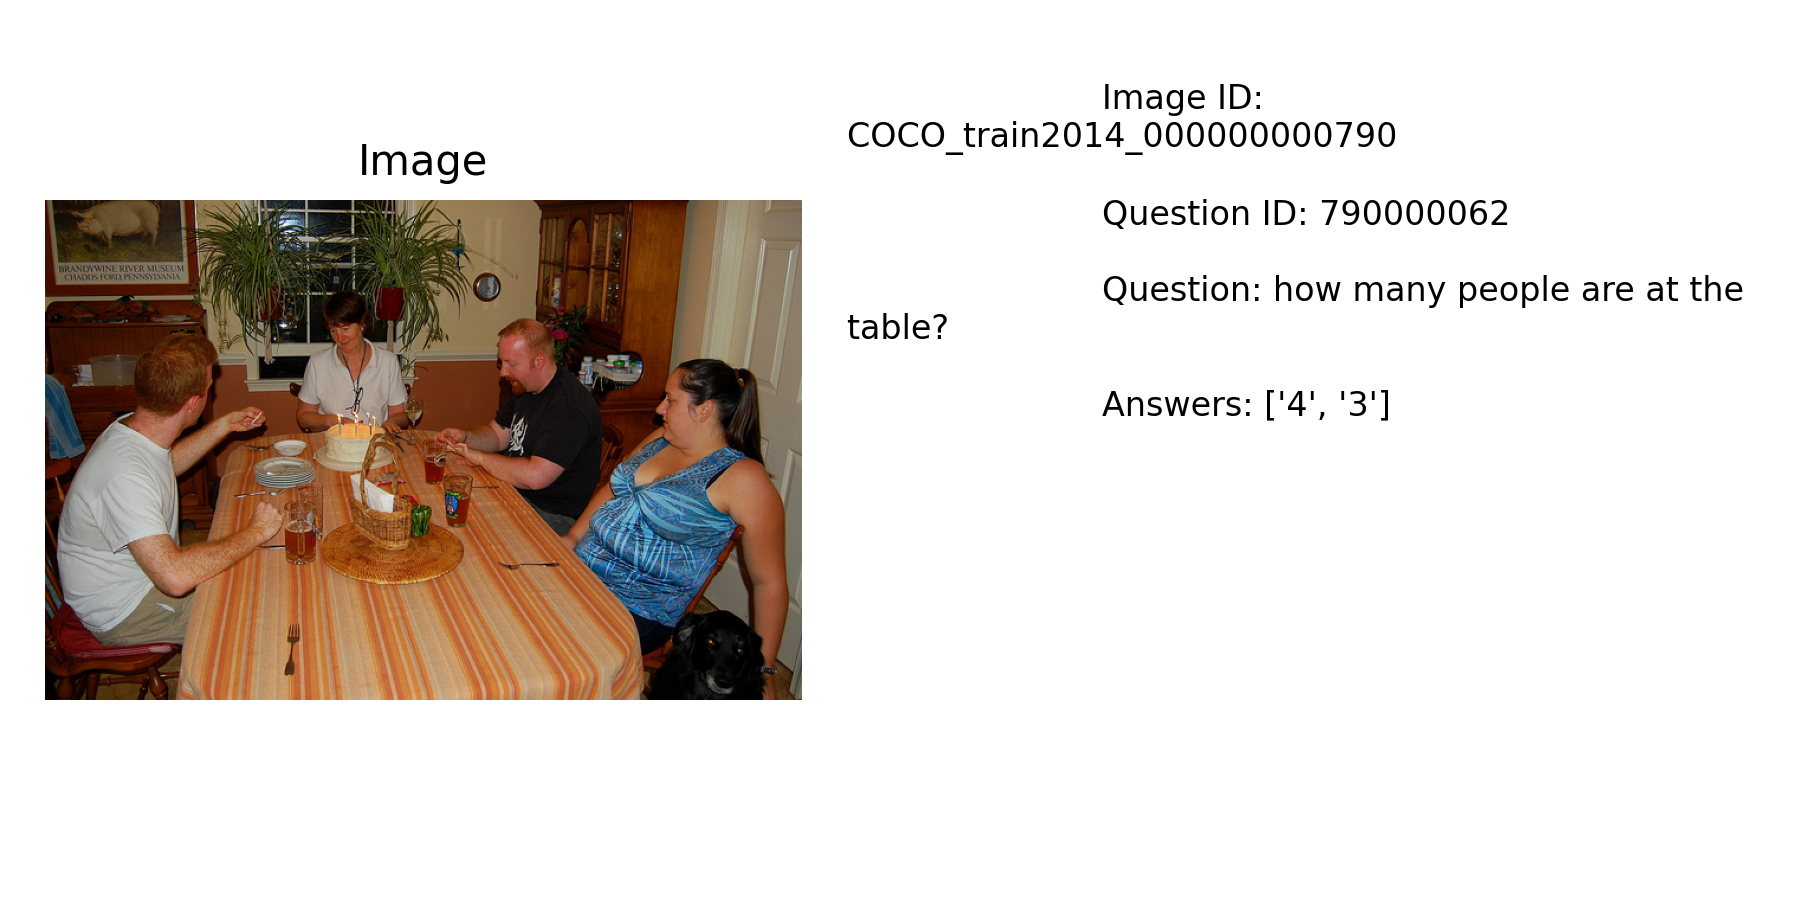 Image
BRANDYWINE RIVER MUSEUM
CHADDS FORD, PENNSYLVANIA
Image ID:
COCO_train2014_000000000790
Question ID: 790000062
Question: how many people are at the
table?
Answers: ['4', '3']